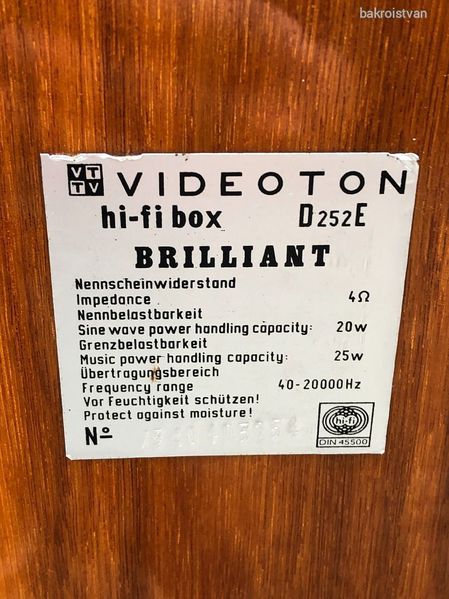 bakroistvan
VT
TV
VIDEOTON
hi-fi box D252E
BRILLIANT
Nennscheinwiderstand
Impedance 4Ω
Nennbelastbarkeit
Sine wave power handling capacity: 20w
Grenzbelastbarkeit
Music power handling capacity: 25w
Übertragungsbereich
Frequency range 40-20000Hz
Vor Feuchtigkeit schützen!
Protect against moisture!
Nº
hi-fi
DIN 45500